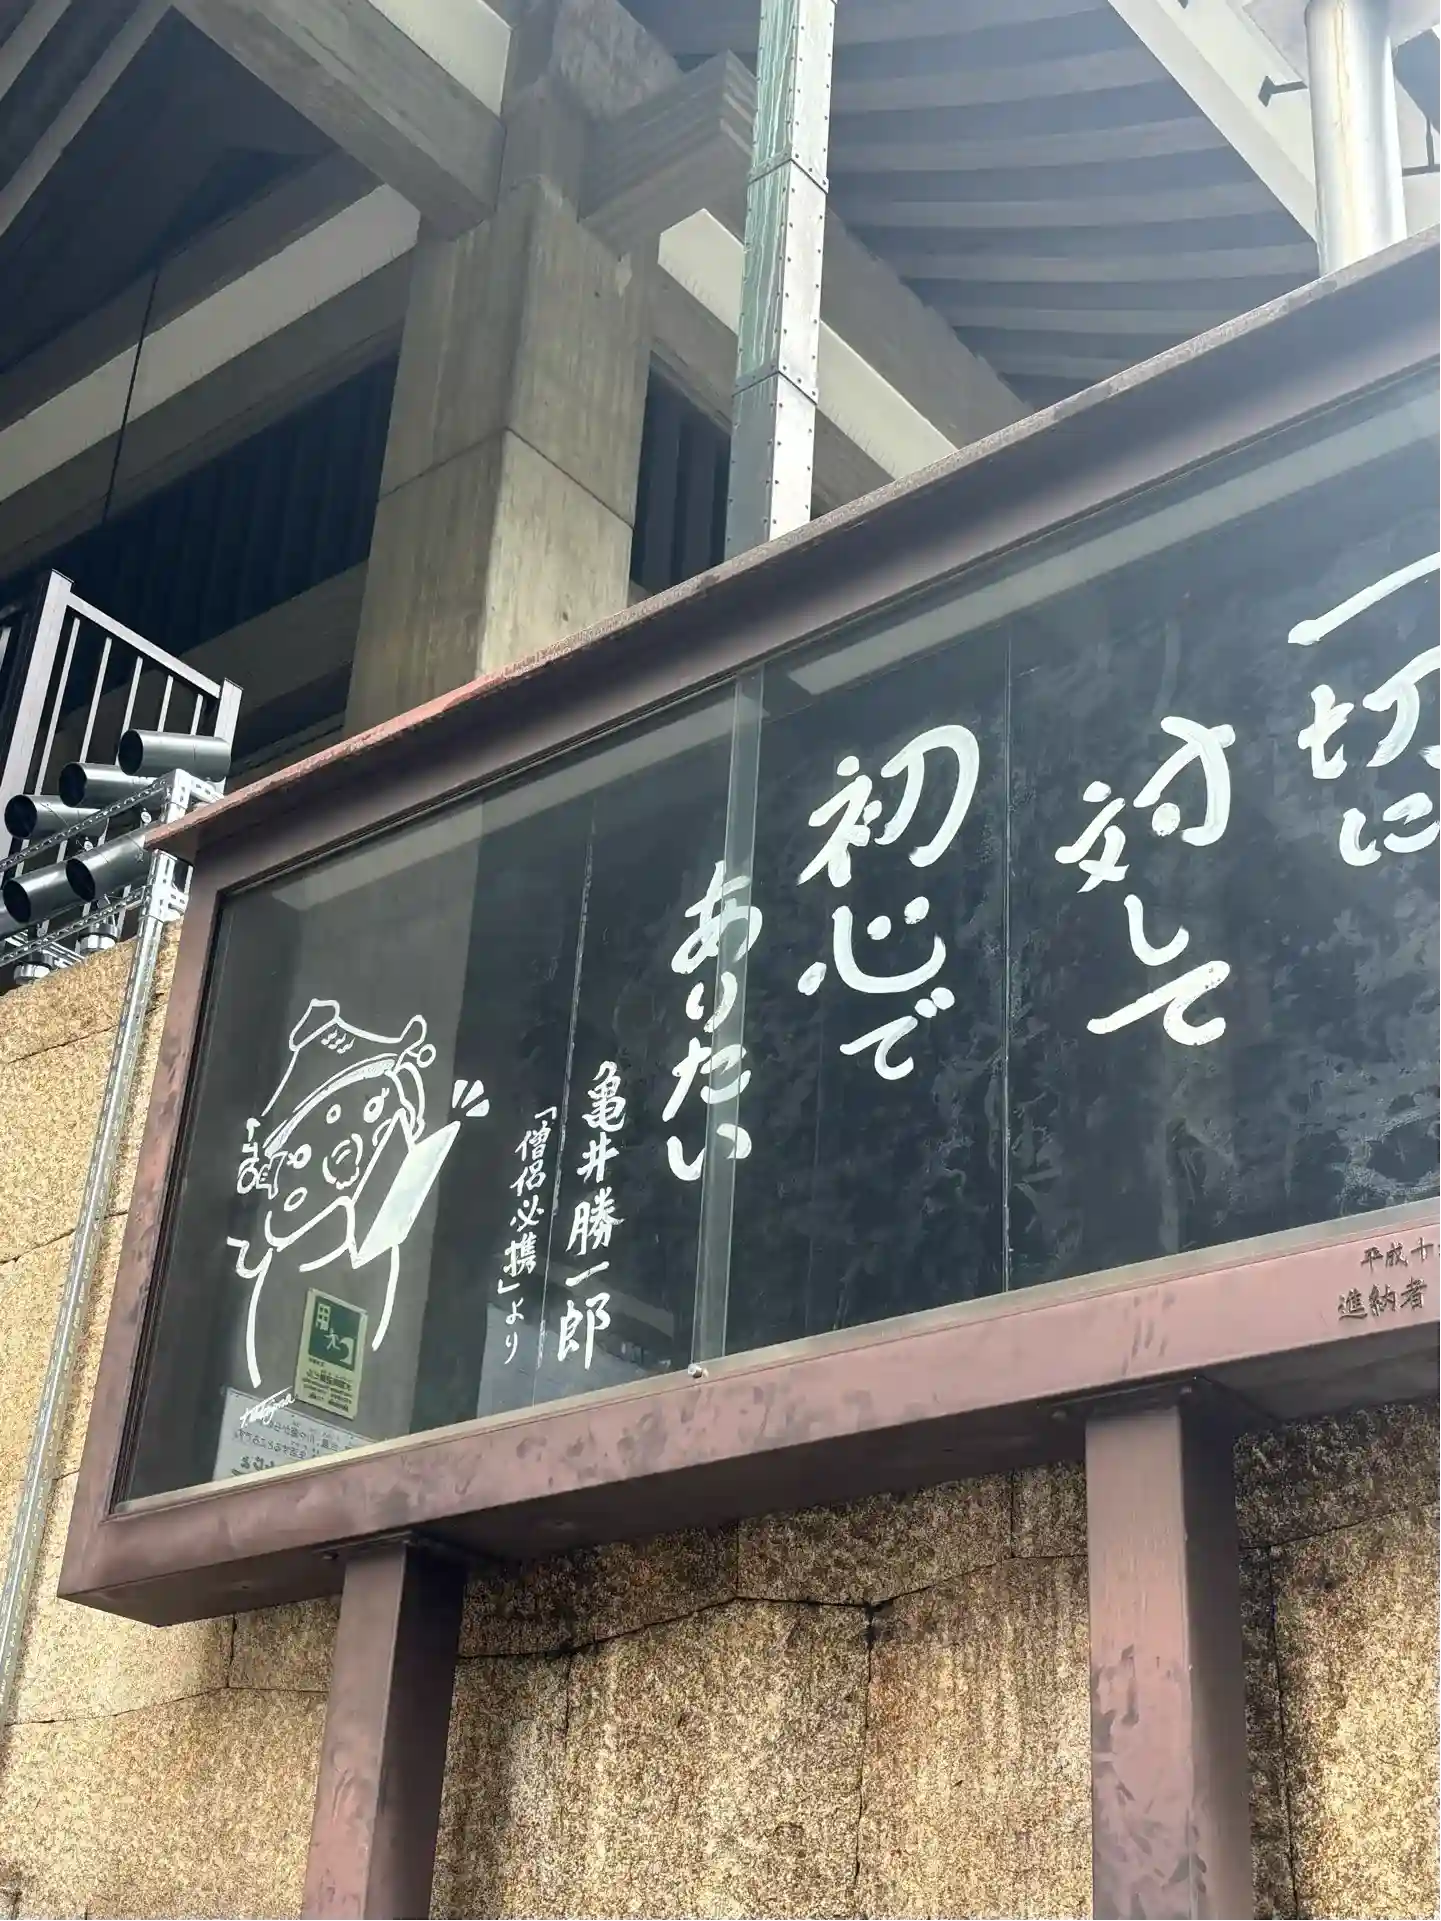 一切に
対して
初心で
ありたい
亀井勝一郎
「僧侶必携」より
平成十
進納者